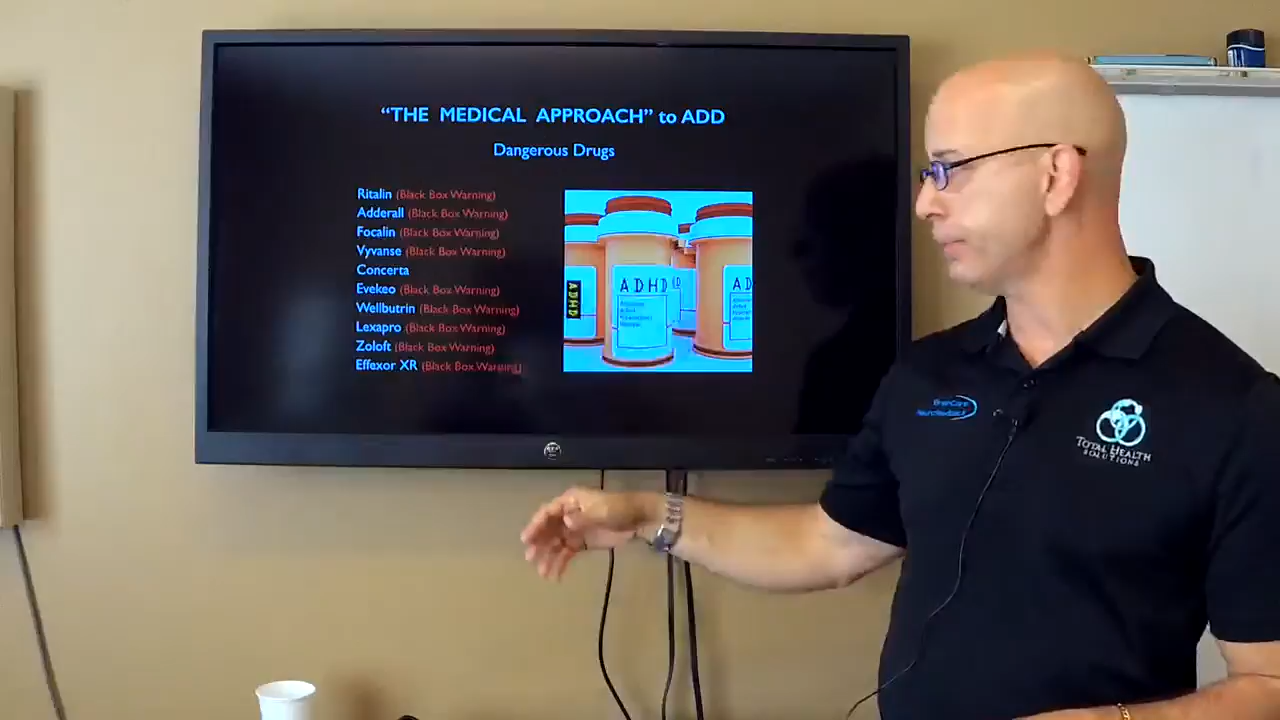 “THE MEDICAL APPROACH” to ADD
Dangerous Drugs
Ritalin (Black Box Warning)
Adderall (Black Box Warning)
Focalin (Black Box Warning)
Vyvanse (Black Box Warning)
Concerta
Evekeo (Black Box Warning)
Wellbutrin (Black Box Warning)
Lexapro (Black Box Warning)
Zoloft (Black Box Warning)
Effexor XR (Black Box Warning)
ADHD
ADHD
AD
BrainCore
Neurofeedback
TOTAL HEALTH
SOLUTIONS